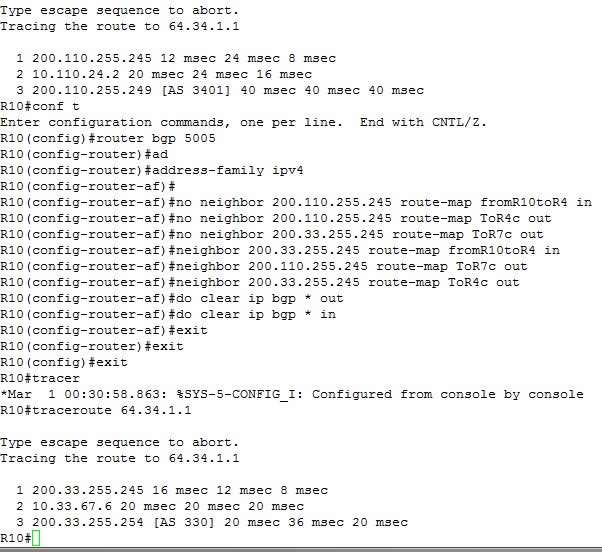 Type escape sequence to abort.
Tracing the route to 64.34.1.1
1 200.110.255.245 12 msec 24 msec 8 msec
2 10.110.24.2 20 msec 24 msec 16 msec
3 200.110.255.249 [AS 3401] 40 msec 40 msec 40 msec
R10#conf t
Enter configuration commands, one per line.  End with CNTL/Z.
R10(config)#router bgp 5005
R10(config-router)#ad
R10(config-router)#address-family ipv4
R10(config-router-af)#
R10(config-router-af)#no neighbor 200.110.255.245 route-map fromR10toR4 in
R10(config-router-af)#no neighbor 200.110.255.245 route-map ToR4c out
R10(config-router-af)#no neighbor 200.33.255.245 route-map ToR7c out
R10(config-router-af)#neighbor 200.33.255.245 route-map fromR10toR4 in
R10(config-router-af)#neighbor 200.110.255.245 route-map ToR7c out
R10(config-router-af)#neighbor 200.33.255.245 route-map ToR4c out
R10(config-router-af)#do clear ip bgp * out
R10(config-router-af)#do clear ip bgp * in
R10(config-router-af)#exit
R10(config-router)#exit
R10(config)#exit
R10#tracer
*Mar  1 00:30:58.863: %SYS-5-CONFIG_I: Configured from console by console
R10#traceroute 64.34.1.1
Type escape sequence to abort.
Tracing the route to 64.34.1.1
1 200.33.255.245 16 msec 12 msec 8 msec
2 10.33.67.6 20 msec 20 msec 20 msec
3 200.33.255.254 [AS 330] 20 msec 36 msec 20 msec
R10#